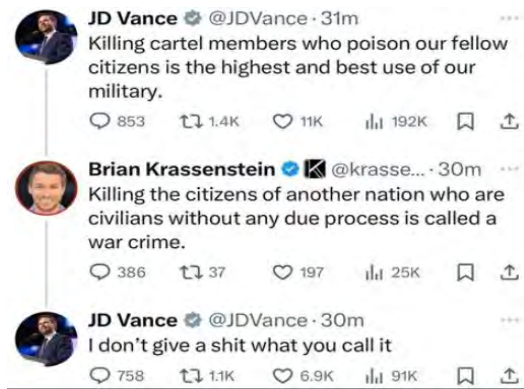 JD Vance @JDVance · 31m
Killing cartel members who poison our fellow
citizens is the highest and best use of our
military.
853 1.4K 11K 192K
Brian Krassenstein @krasse... · 30m
Killing the citizens of another nation who are
civilians without any due process is called a
war crime.
386 37 197 25K
JD Vance @JDVance · 30m
I don't give a shit what you call it
758 1.1K 6.9K 91K